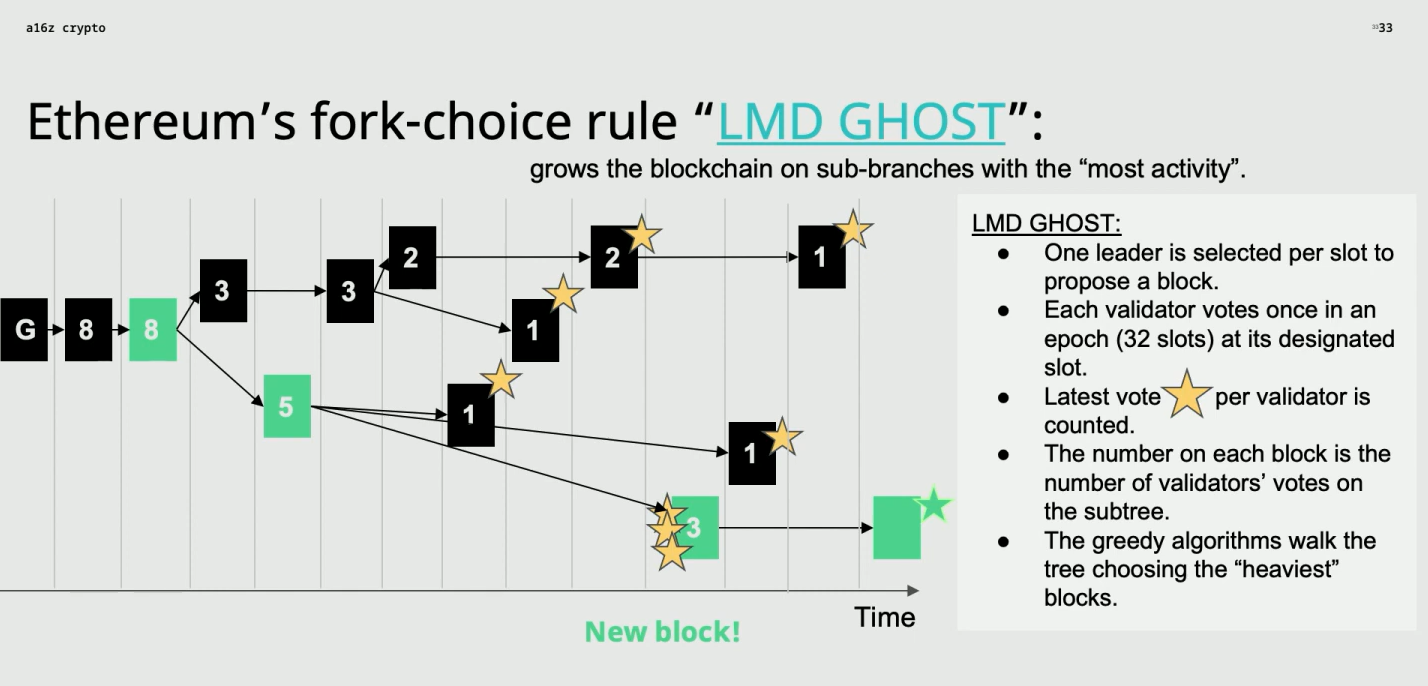 a16z crypto
33
33
Ethereum’s fork-choice rule “LMD GHOST”:
grows the blockchain on sub-branches with the “most activity”.
G
8
8
3
3
2
2
1
1
5
1
1
3
Time
New block!
LMD GHOST:
● One leader is selected per slot to
propose a block.
● Each validator votes once in an
epoch (32 slots) at its designated
slot.
● Latest vote per validator is
counted.
● The number on each block is the
number of validators’ votes on
the subtree.
● The greedy algorithms walk the
tree choosing the “heaviest”
blocks.